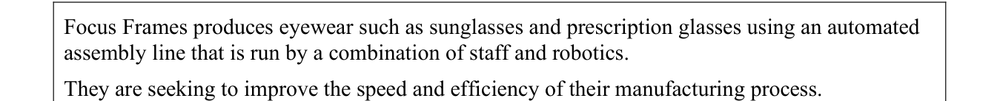 Focus Frames produces eyewear such as sunglasses and prescription glasses using an automated
assembly line that is run by a combination of staff and robotics.
They are seeking to improve the speed and efficiency of their manufacturing process.